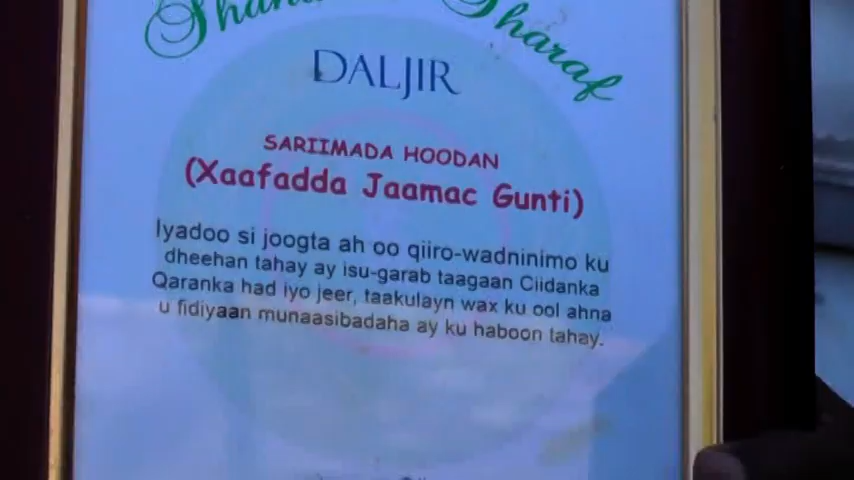 Sharaf
DALJIR
SARIIMADA HOODAN
(Xaafadda Jaamac Gunti)
Iyadoo si joogta ah oo qiiro-wadninimo ku
dheehan tahay ay isu-garab taagaan Ciidanka
Qaranka had iyo jeer, taakulayn wax ku ool ahna
u fidiyaan munaasibadaha ay ku haboon tahay.